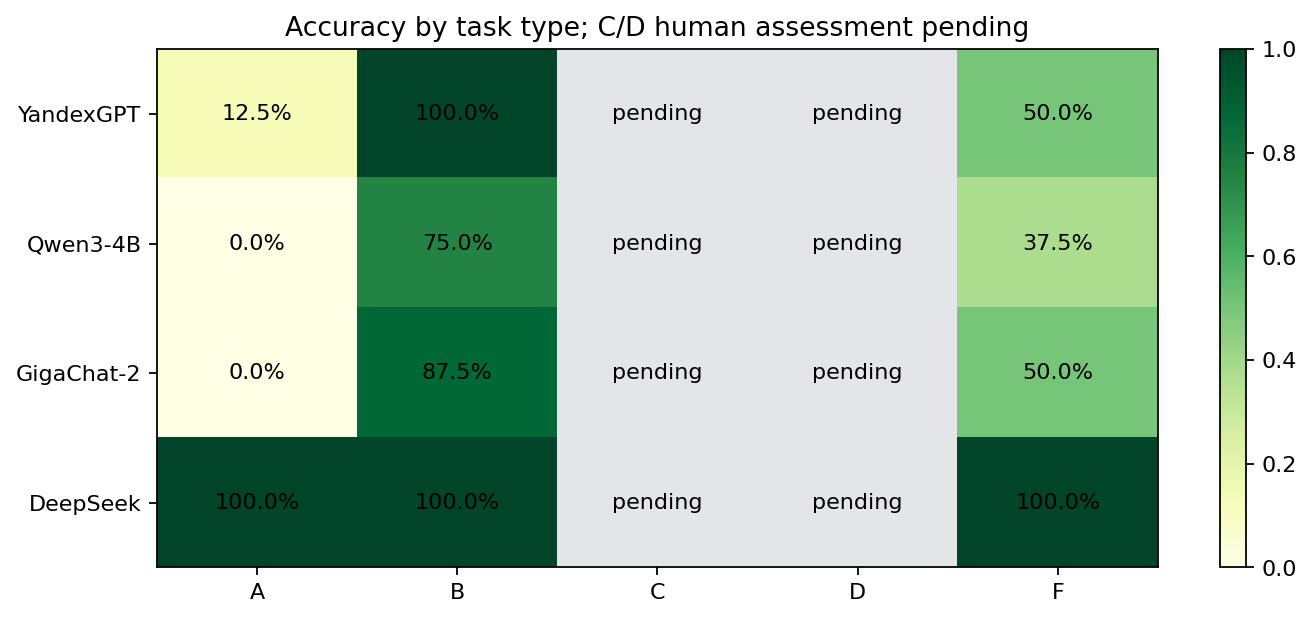 Accuracy by task type; C/D human assessment pending
YandexGPT 12.5% 100.0% pending pending 50.0%
Qwen3-4B 0.0% 75.0% pending pending 37.5%
GigaChat-2 0.0% 87.5% pending pending 50.0%
DeepSeek 100.0% 100.0% pending pending 100.0%
A B C D F
1.0
0.8
0.6
0.4
0.2
0.0